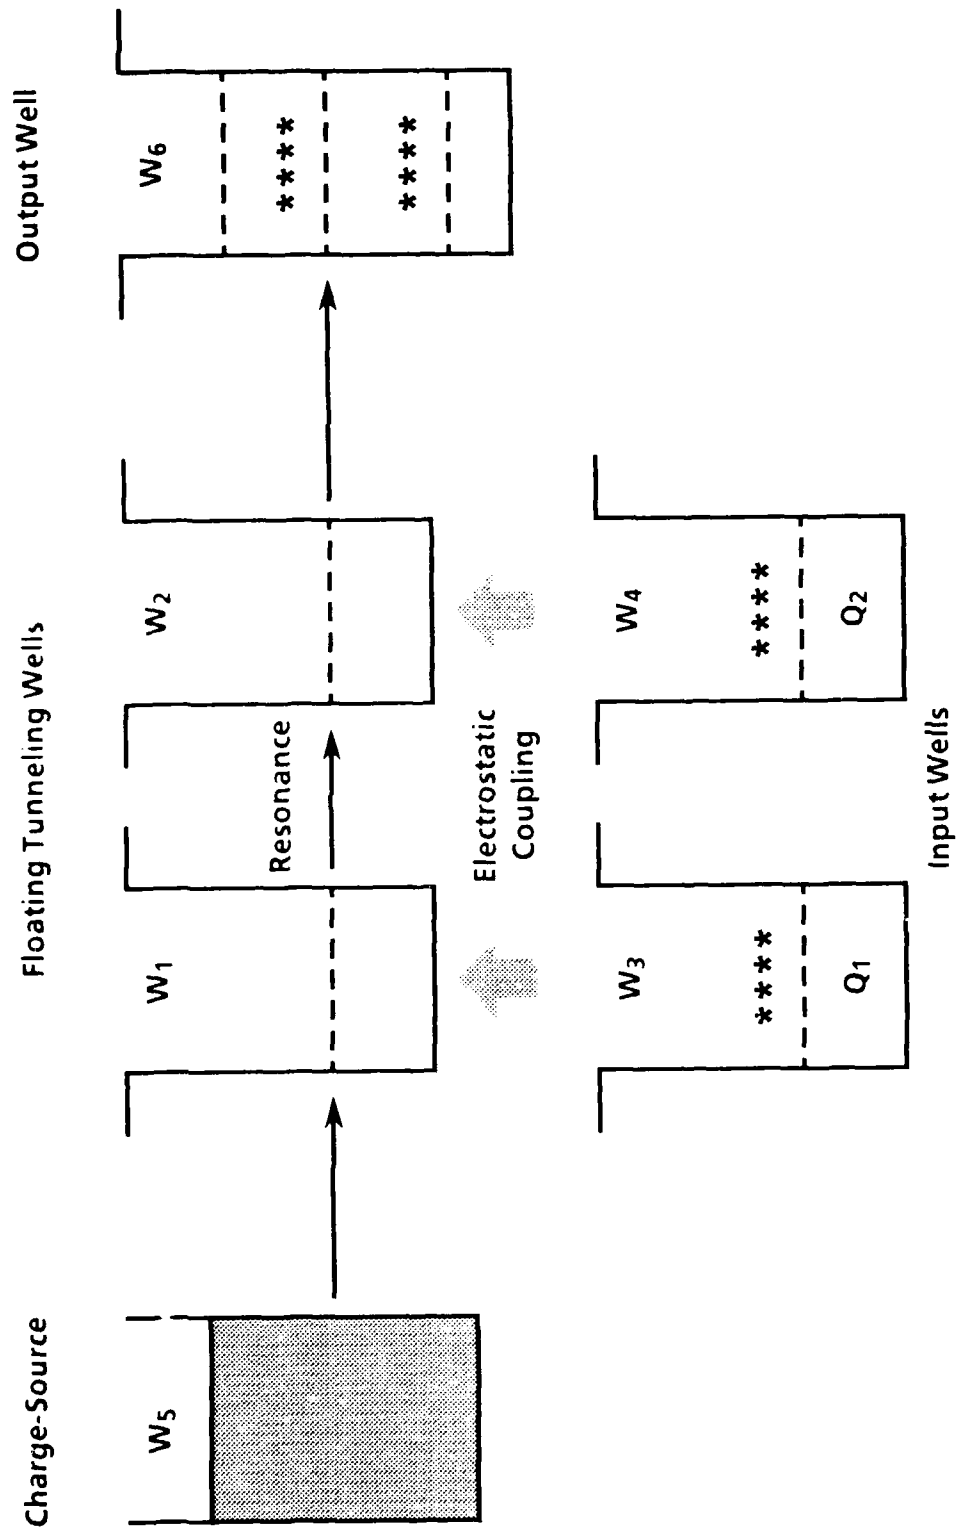 Charge-Source
Floating Tunneling Wells
Output Well
W5
W1
W2
W6
****
****
Resonance
Electrostatic
Coupling
W3
W4
****
****
Q1
Q2
Input Wells